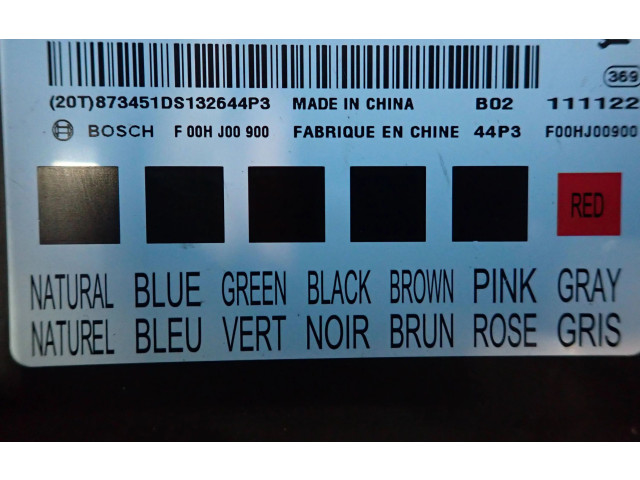 369
(20T)873451DS132644P3 MADE IN CHINA B02 111122
BOSCH F 00H J00 900 FABRIQUE EN CHINE 44P3 F00HJ00900
RED
NATURAL BLUE GREEN BLACK BROWN PINK GRAY
NATUREL BLEU VERT NOIR BRUN ROSE GRIS